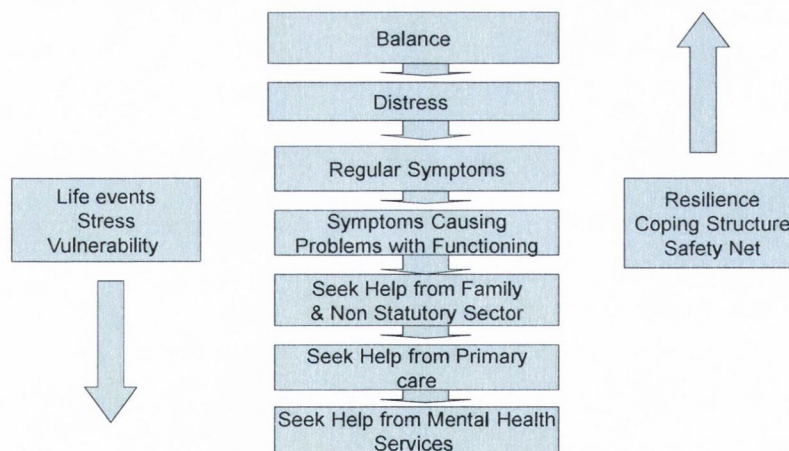 Balance
Distress
Regular Symptoms
Life events
Stress
Vulnerability
Symptoms Causing
Problems with Functioning
Resilience
Coping Structure
Safety Net
Seek Help from Family
& Non Statutory Sector
Seek Help from Primary
care
Seek Help from Mental Health
Services